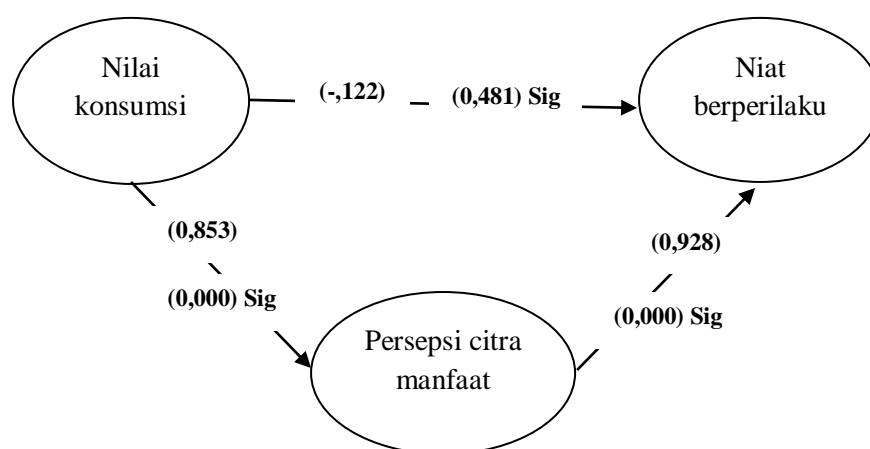 Nilai
konsumsi
(-,122)
(0,481) Sig
Niat
berperilaku
(0,853)
(0,000) Sig
(0,928)
(0,000) Sig
Persepsi citra
manfaat